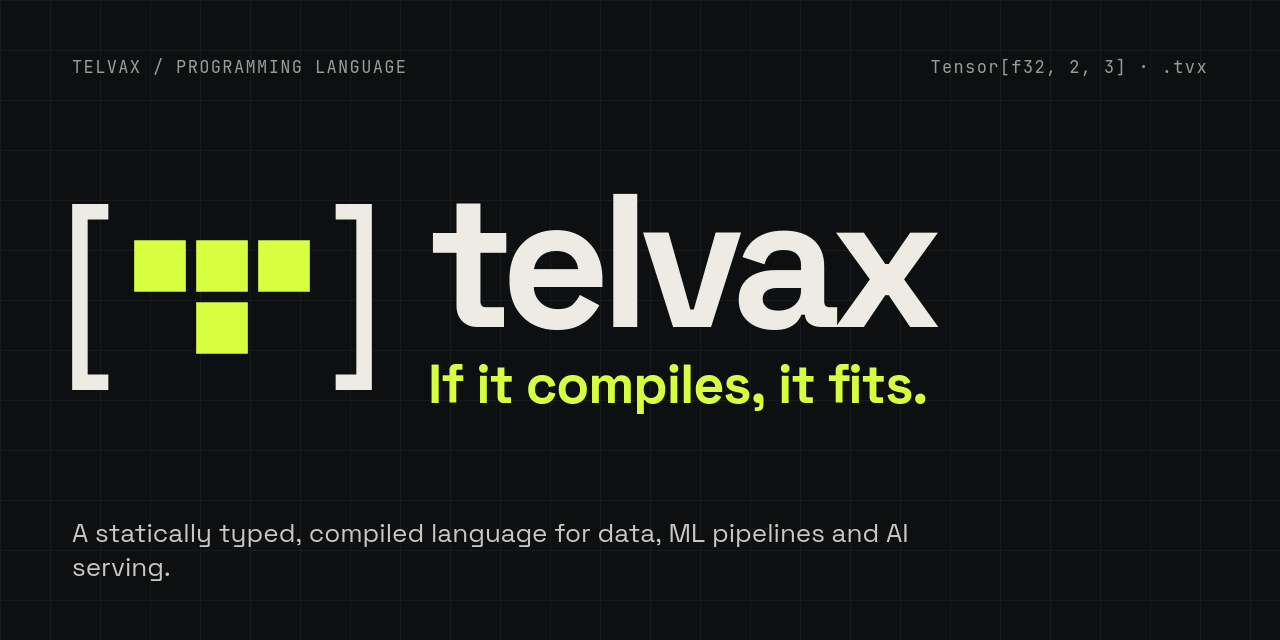 TELVAX / PROGRAMMING LANGUAGE
Tensor[f32, 2, 3] · .tvx
telvax
If it compiles, it fits.
A statically typed, compiled language for data, ML pipelines and AI
serving.